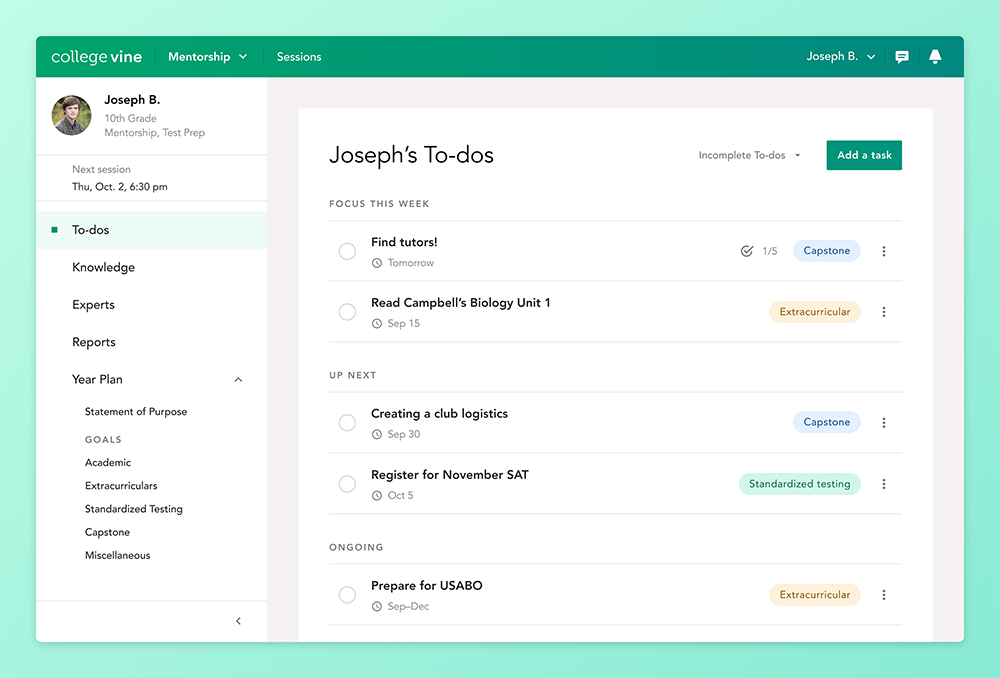 college vine
Mentorship
Sessions
Joseph B.
Joseph B.
10th Grade
Mentorship, Test Prep
Next session
Thu, Oct. 2, 6:30 pm
To-dos
Knowledge
Experts
Reports
Year Plan
Statement of Purpose
GOALS
Academic
Extracurriculars
Standardized Testing
Capstone
Miscellaneous
Joseph’s To-dos
Incomplete To-dos
Add a task
FOCUS THIS WEEK
Find tutors!
Tomorrow
1/5
Capstone
Read Campbell’s Biology Unit 1
Sep 15
Extracurricular
UP NEXT
Creating a club logistics
Sep 30
Capstone
Register for November SAT
Oct 5
Standardized testing
ONGOING
Prepare for USABO
Sep–Dec
Extracurricular